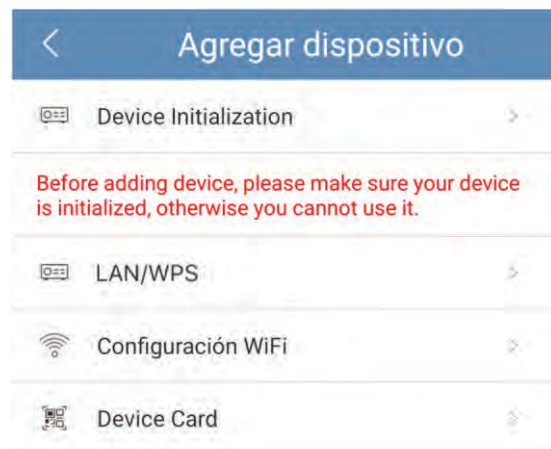 Agregar dispositivo
Device Initialization
Before adding device, please make sure your device
is initialized, otherwise you cannot use it.
LAN/WPS
Configuración WiFi
Device Card